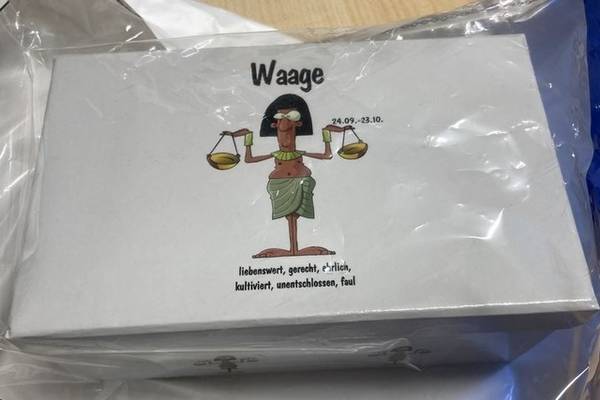 Waage
24.09.-23.10.
liebenswert, gerecht, ehrlich,
kultiviert, unentschlossen, faul